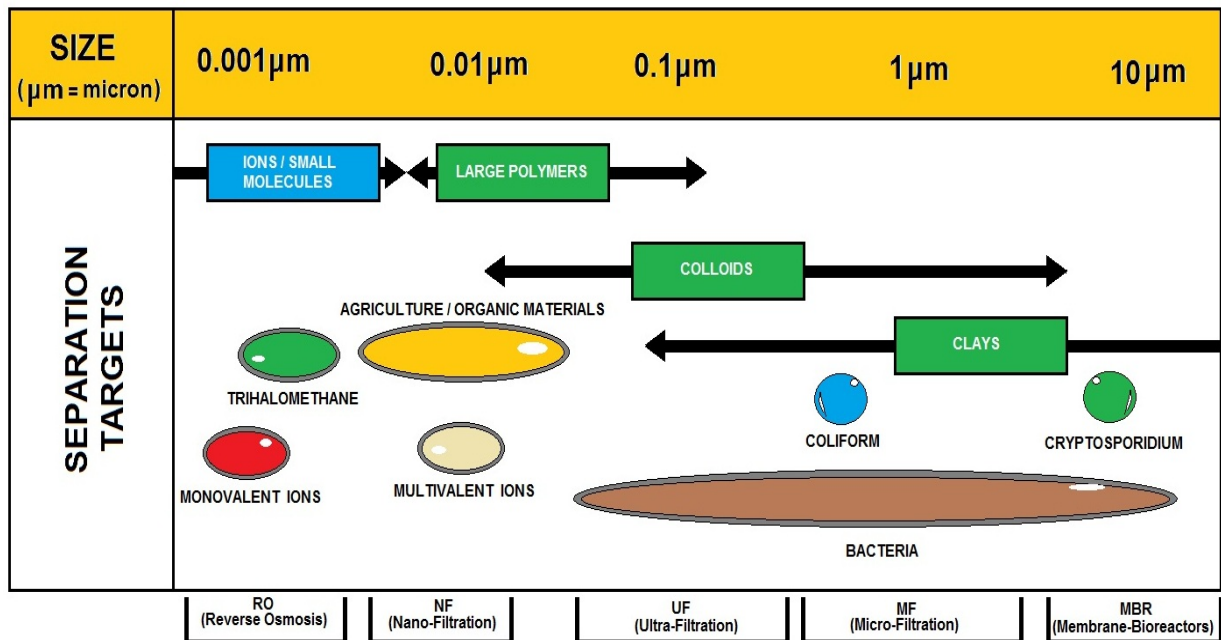 SIZE
(µm = micron)
0.001µm
0.01µm
0.1µm
1µm
10µm
SEPARATION
TARGETS
IONS / SMALL
MOLECULES
LARGE POLYMERS
COLLOIDS
AGRICULTURE / ORGANIC MATERIALS
CLAYS
TRIHALOMETHANE
COLIFORM
CRYPTOSPORIDIUM
MONOVALENT IONS
MULTIVALENT IONS
BACTERIA
RO
(Reverse Osmosis)
NF
(Nano-Filtration)
UF
(Ultra-Filtration)
MF
(Micro-Filtration)
MBR
(Membrane-Bioreactors)